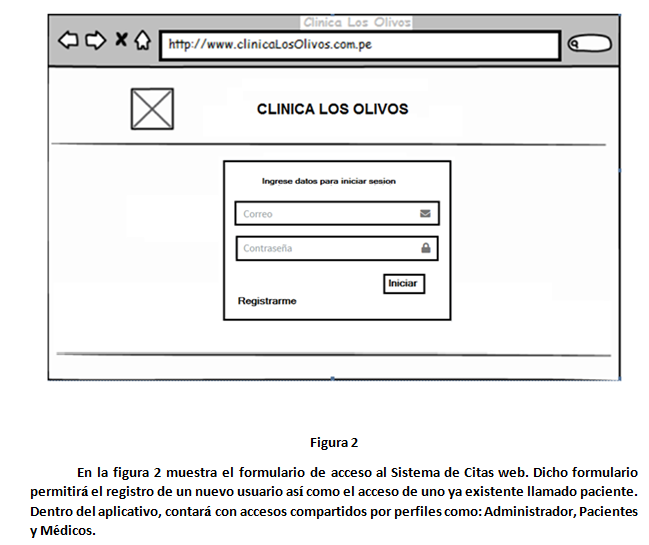 Clinica Los Olivos
http://www.clinicaLosOlivos.com.pe
CLINICA LOS OLIVOS
Ingrese datos para iniciar sesion
Correo
Contraseña
Iniciar
Registrarme
Figura 2
En la figura 2 muestra el formulario de acceso al Sistema de Citas web. Dicho formulario
permitirá el registro de un nuevo usuario así como el acceso de uno ya existente llamado paciente.
Dentro del aplicativo, contará con accesos compartidos por perfiles como: Administrador, Pacientes
y Médicos.